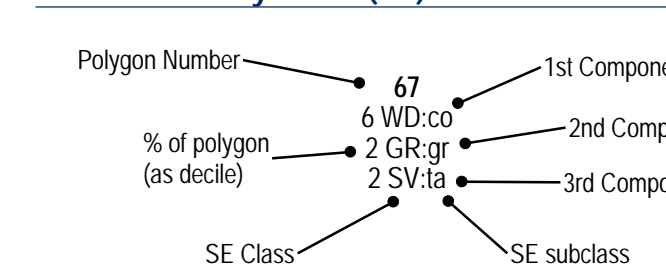 Polygon Number
67
1st Compone
6 WD:co
% of polygon
(as decile)
2 GR:gr
2nd Comp
2 SV:ta
3rd Compo
SE Class
SE subclass